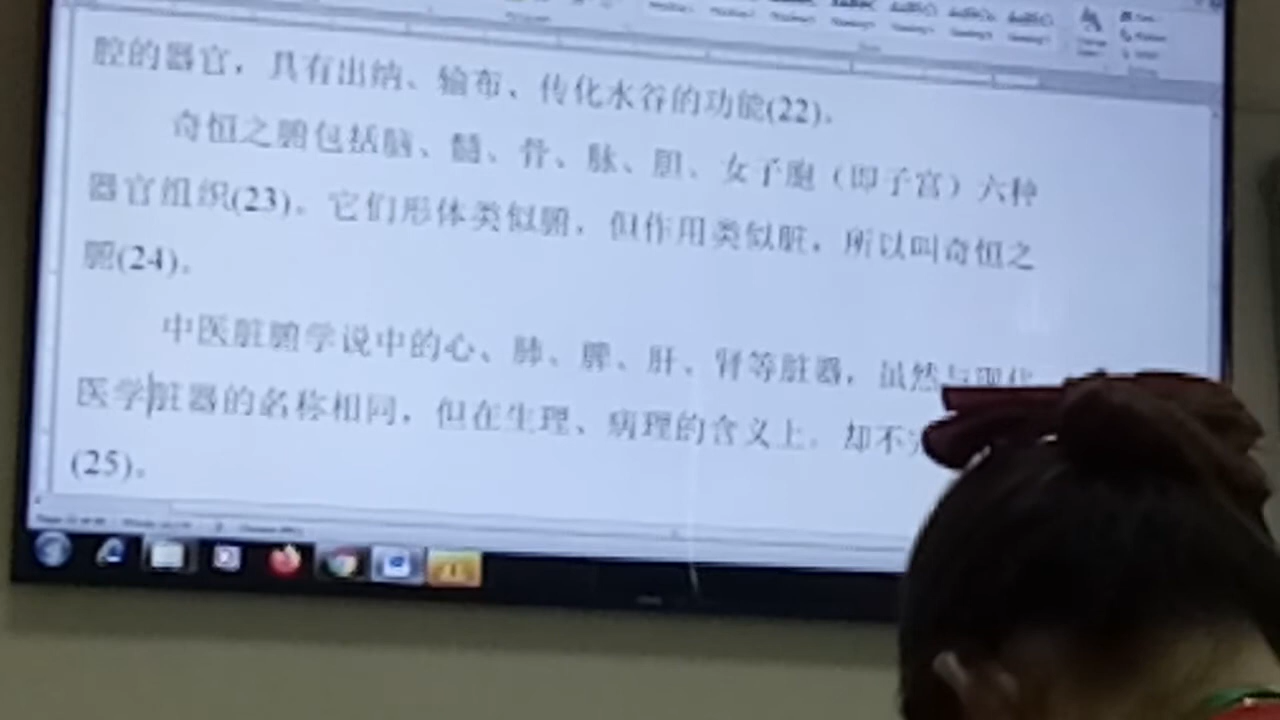 腔的器官，具有出纳、输布、传化水谷的功能(22)。
奇恒之腑包括脑、髓、骨、脉、胆、女子胞（即子宫）六种
器官组织(23)。它们形体类似腑，但作用类似脏，所以叫奇恒之
腑(24)。
中医脏腑学说中的心、肺、脾、肝、肾等脏器，虽然与现代
医学脏器的名称相同，但在生理、病理的含义上，却不
(25)。